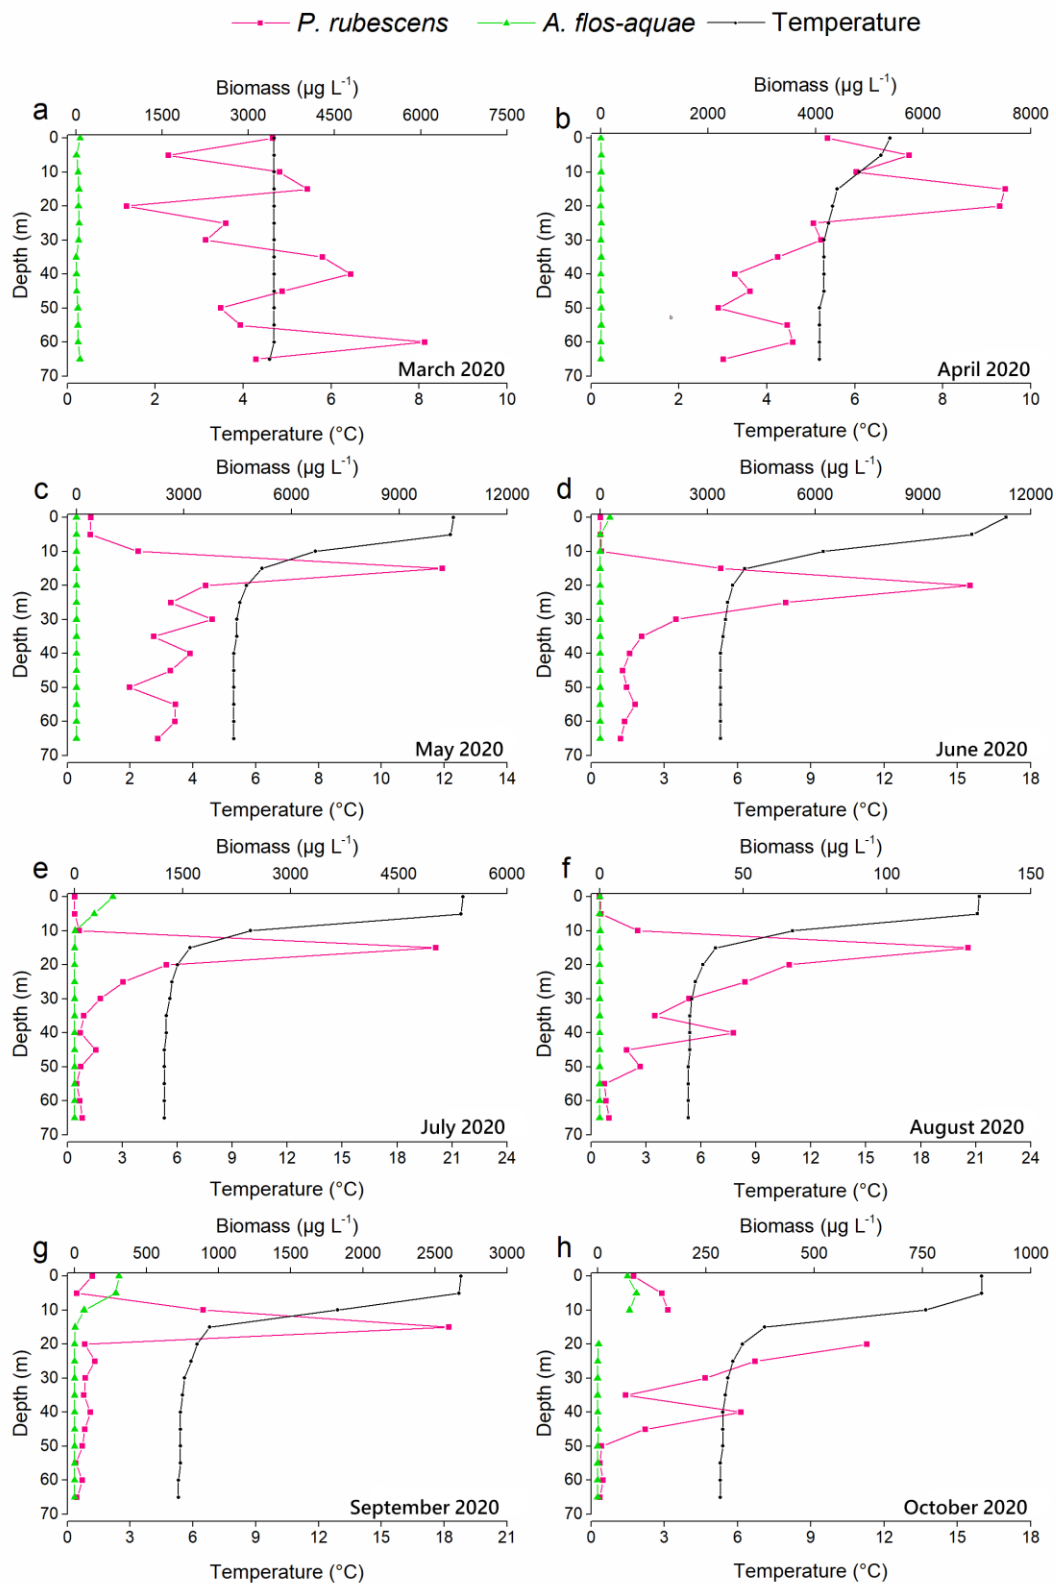 P. rubescens A. flos-aquae Temperature
Biomass (µg L-1) Biomass (µg L-1)
a 0 1500 3000 4500 6000 7500 b 0 2000 4000 6000 8000
0 0
10 10
20 20
30 30
Depth (m) Depth (m)
40 40
50 50
60 60
March 2020 April 2020
70 70
0 2 4 6 8 10 2 4 6 8 10
Temperature (°C) Temperature (°C)
Biomass (µg L-1) Biomass (µg L-1)
c 0 3000 6000 9000 12000 d 0 3000 6000 9000 12000
0 0
10 10
20 20
30 30
Depth (m) Depth (m)
40 40
50 50
60 60
May 2020 June 2020
70 70
0 2 4 6 8 10 12 14 0 3 6 9 12 15 18
Temperature (°C) Temperature (°C)
Biomass (µg L-1) Biomass (µg L-1)
e 0 1500 3000 4500 6000 f 0 50 100 150
0 0
10 10
20 20
30 30
Depth (m) Depth (m)
40 40
50 50
60 60
July 2020 August 2020
70 70
0 3 6 9 12 15 18 21 24 0 3 6 9 12 15 18 21 24
Temperature (°C) Temperature (°C)
Biomass (µg L-1) Biomass (µg L-1)
g 0 500 1000 1500 2000 2500 3000 h 0 250 500 750 1000
0 0
10 10
20 20
30 30
Depth (m) Depth (m)
40 40
50 50
60 60
September 2020 October 2020
70 70
0 3 6 9 12 15 18 21 0 3 6 9 12 15 18
Temperature (°C) Temperature (°C)